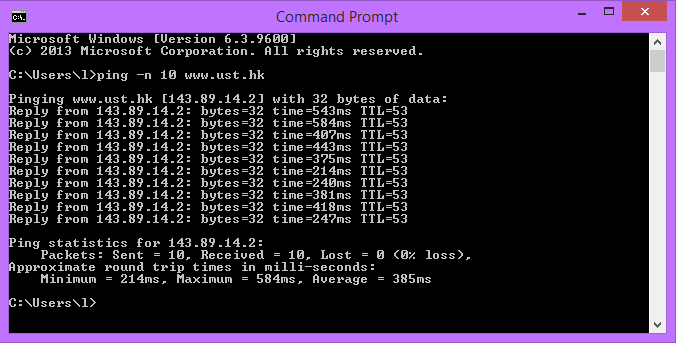 Command Prompt
Microsoft Windows [Version 6.3.9600]
(c) 2013 Microsoft Corporation. All rights reserved.
C:\Users\l>ping -n 10 www.ust.hk
Pinging www.ust.hk [143.89.14.2] with 32 bytes of data:
Reply from 143.89.14.2: bytes=32 time=543ms TTL=53
Reply from 143.89.14.2: bytes=32 time=584ms TTL=53
Reply from 143.89.14.2: bytes=32 time=407ms TTL=53
Reply from 143.89.14.2: bytes=32 time=443ms TTL=53
Reply from 143.89.14.2: bytes=32 time=375ms TTL=53
Reply from 143.89.14.2: bytes=32 time=214ms TTL=53
Reply from 143.89.14.2: bytes=32 time=240ms TTL=53
Reply from 143.89.14.2: bytes=32 time=381ms TTL=53
Reply from 143.89.14.2: bytes=32 time=418ms TTL=53
Reply from 143.89.14.2: bytes=32 time=247ms TTL=53
Ping statistics for 143.89.14.2:
Packets: Sent = 10, Received = 10, Lost = 0 (0% loss),
Approximate round trip times in milli-seconds:
Minimum = 214ms, Maximum = 584ms, Average = 385ms
C:\Users\l>